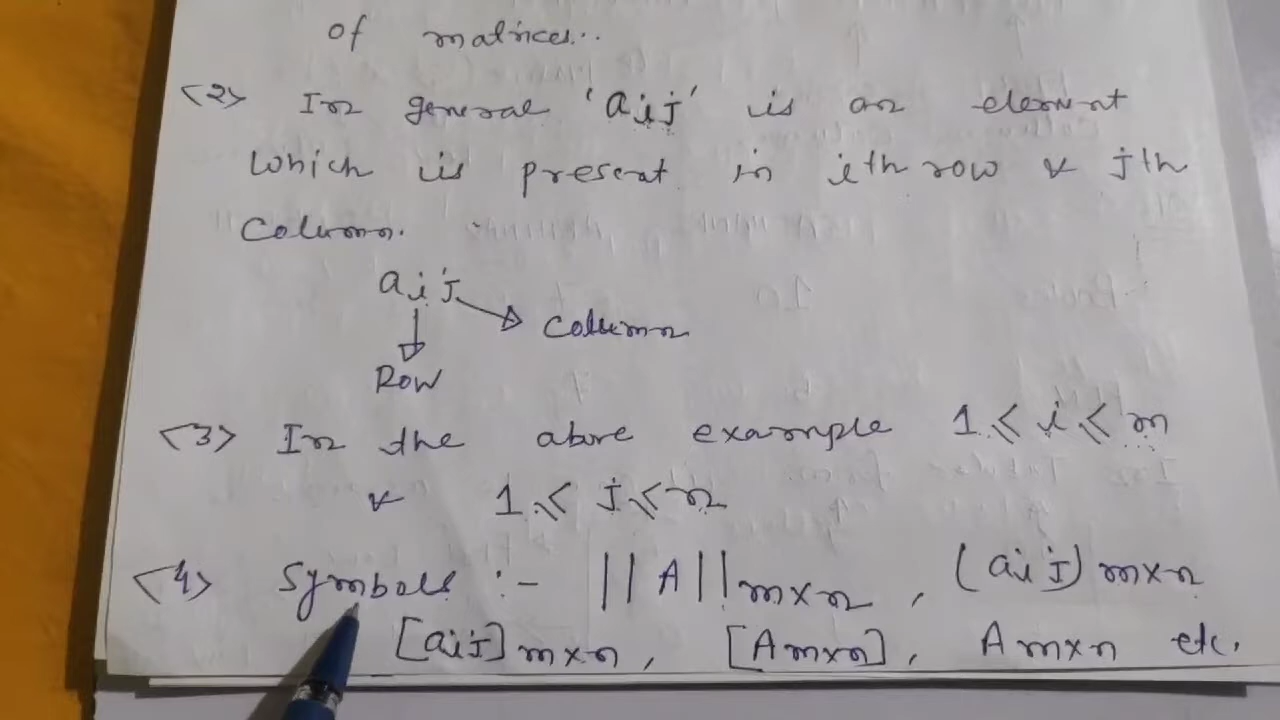 of matrices..
<2> In general 'aij' is an element
which is present in ith row & jth
Column.
aij
Column
Row
<3> In the above example 1 ≤ i ≤ m
& 1 ≤ j ≤ n
<4> Symbols :- ||A||m×n , (aij)m×n
[aij]m×n , [Am×n], Am×n etc.